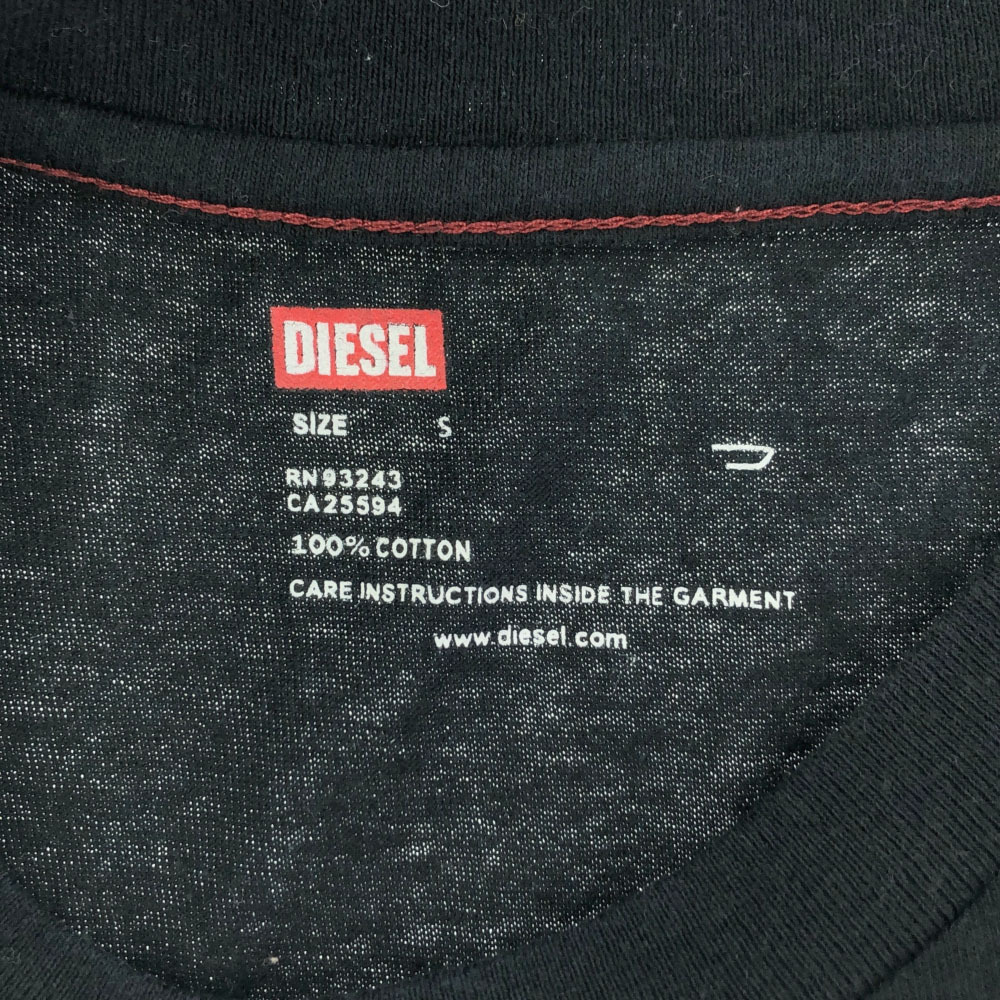 DIESEL
SIZE S
RN93243
CA25594
100% COTTON
CARE INSTRUCTIONS INSIDE THE GARMENT
www.diesel.com